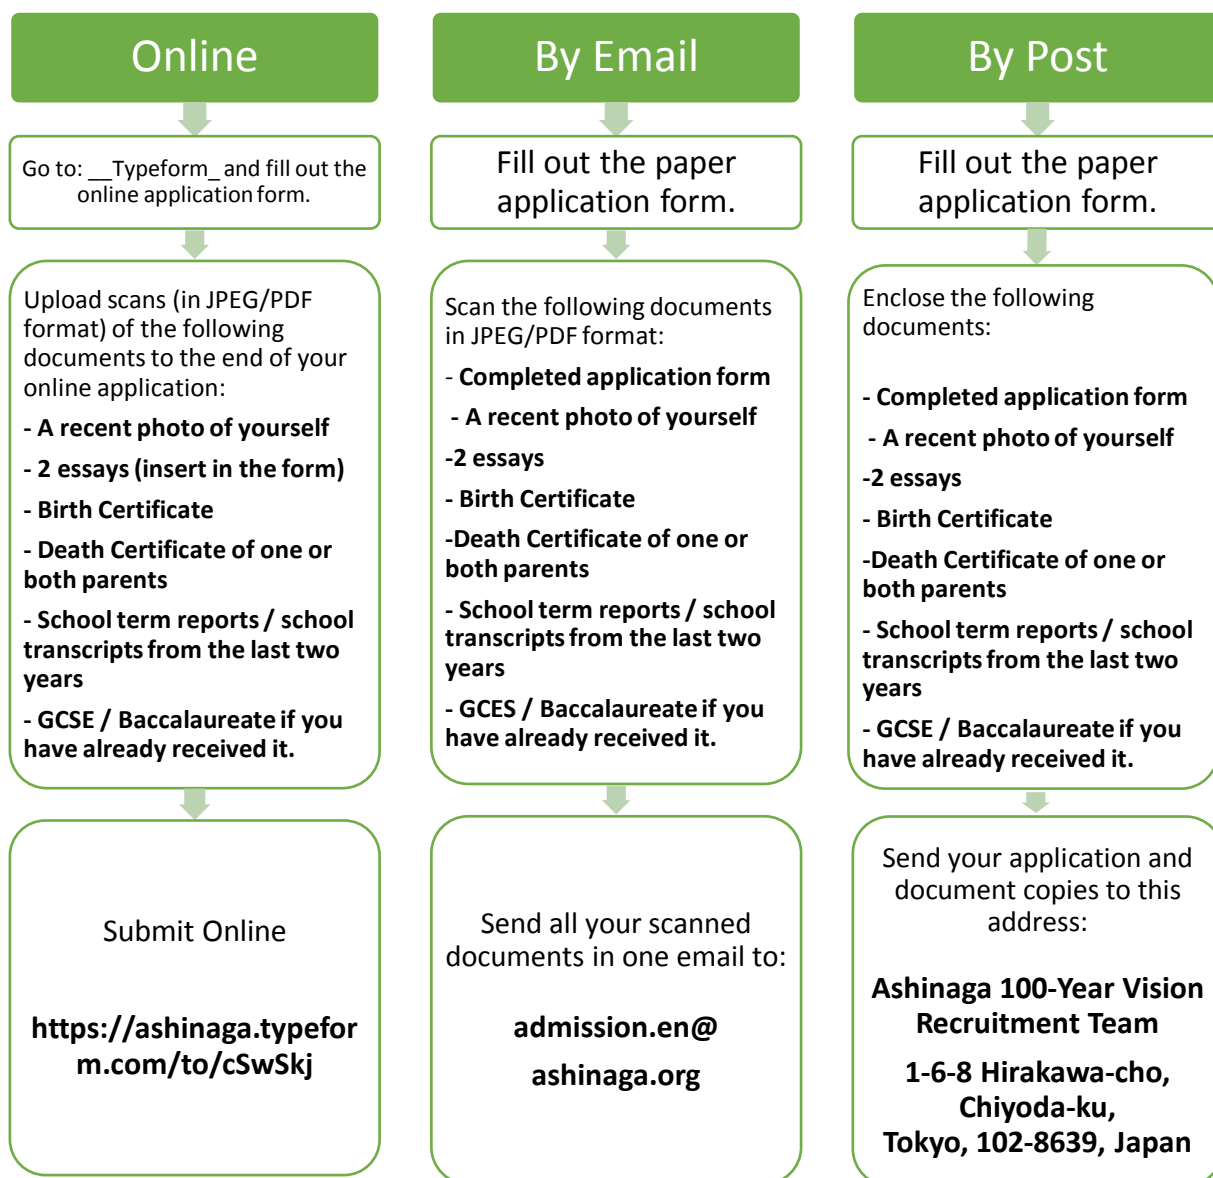 Online
Go to: __Typeform_ and fill out the
online application form.
Upload scans (in JPEG/PDF
format) of the following
documents to the end of your
online application:
- A recent photo of yourself
- 2 essays (insert in the form)
- Birth Certificate
- Death Certificate of one or
both parents
- School term reports / school
transcripts from the last two
years
- GCSE / Baccalaureate if you
have already received it.
Submit Online
https://ashinaga.typefor
m.com/to/cSwSkj
By Email
Fill out the paper
application form.
Scan the following documents
in JPEG/PDF format:
- Completed application form
- A recent photo of yourself
-2 essays
- Birth Certificate
-Death Certificate of one or
both parents
- School term reports / school
transcripts from the last two
years
- GCES / Baccalaureate if you
have already received it.
Send all your scanned
documents in one email to:
admission.en@
ashinaga.org
By Post
Fill out the paper
application form.
Enclose the following
documents:
- Completed application form
- A recent photo of yourself
-2 essays
- Birth Certificate
-Death Certificate of one or
both parents
- School term reports / school
transcripts from the last two
years
- GCSE / Baccalaureate if you
have already received it.
Send your application and
document copies to this
address:
Ashinaga 100-Year Vision
Recruitment Team
1-6-8 Hirakawa-cho,
Chiyoda-ku,
Tokyo, 102-8639, Japan